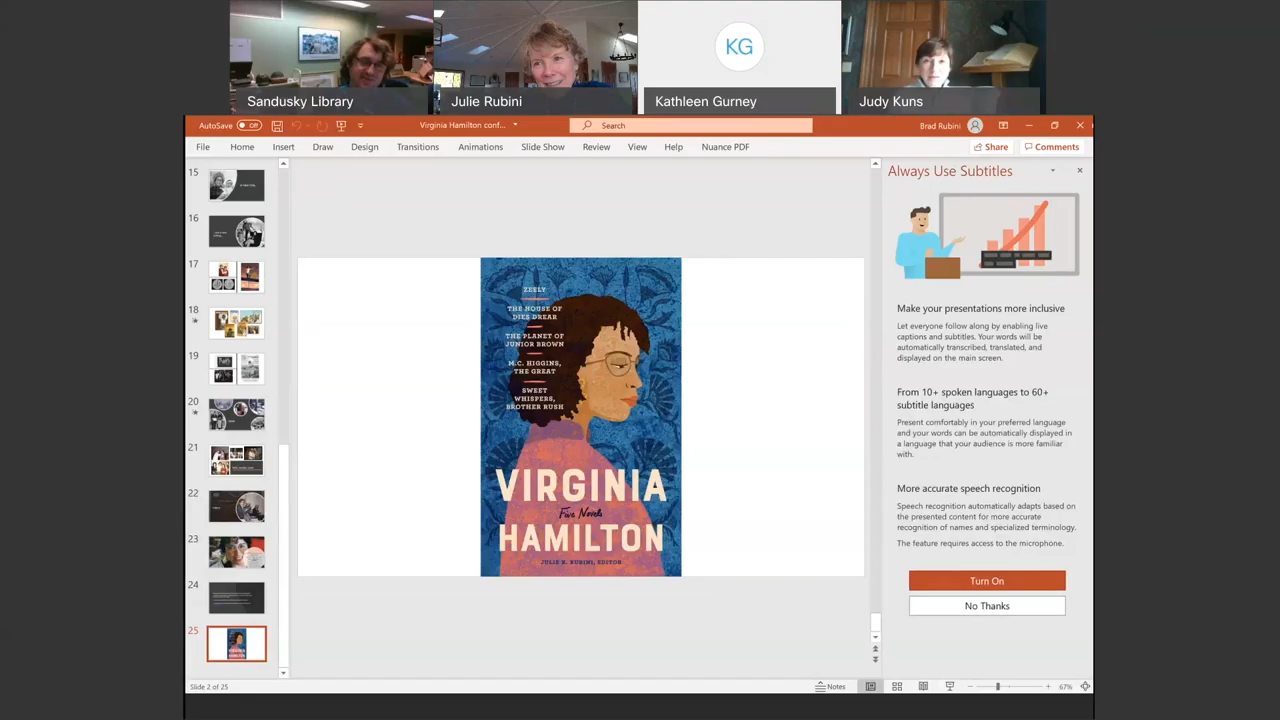 KG
Sandusky Library
Julie Rubini
Kathleen Gurney
Judy Kuns
AutoSave Off
Virginia Hamilton conf...
Search
Brad Rubini
File Home Insert Draw Design Transitions Animations Slide Show Review View Help Nuance PDF
Share
Comments
15
16
17
18
19
20
21
22
23
24
25
ZEELY
THE HOUSE OF
DIES DREAR
THE PLANET OF
JUNIOR BROWN
M.C. HIGGINS,
THE GREAT
SWEET
WHISPERS,
BROTHER RUSH
VIRGINIA
Five Novels
HAMILTON
JULIE K. RUBINI, EDITOR
Always Use Subtitles
Make your presentations more inclusive
Let everyone follow along by enabling live
captions and subtitles. Your words will be
automatically transcribed, translated, and
displayed on the main screen.
From 10+ spoken languages to 60+
subtitle languages
Present comfortably in your preferred language
and your words can be automatically displayed in
a language that your audience is more familiar
with.
More accurate speech recognition
Speech recognition automatically adapts based on
the presented content for more accurate
recognition of names and specialized terminology.
The feature requires access to the microphone.
Turn On
No Thanks
Slide 2 of 25
Notes
67%